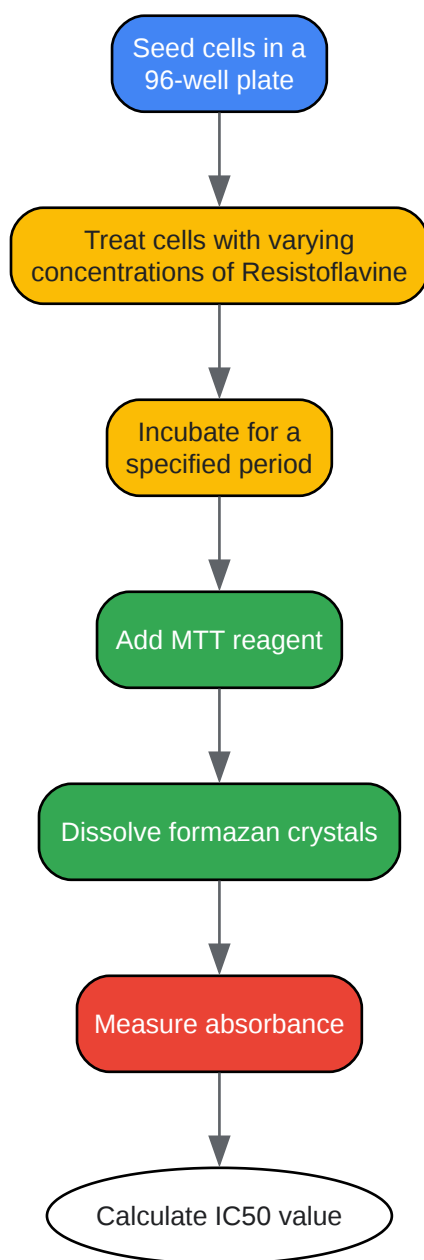 Seed cells in a
96-well plate
Treat cells with varying
concentrations of Resistoflavine
Incubate for a
specified period
Add MTT reagent
Dissolve formazan crystals
Measure absorbance
Calculate IC50 value